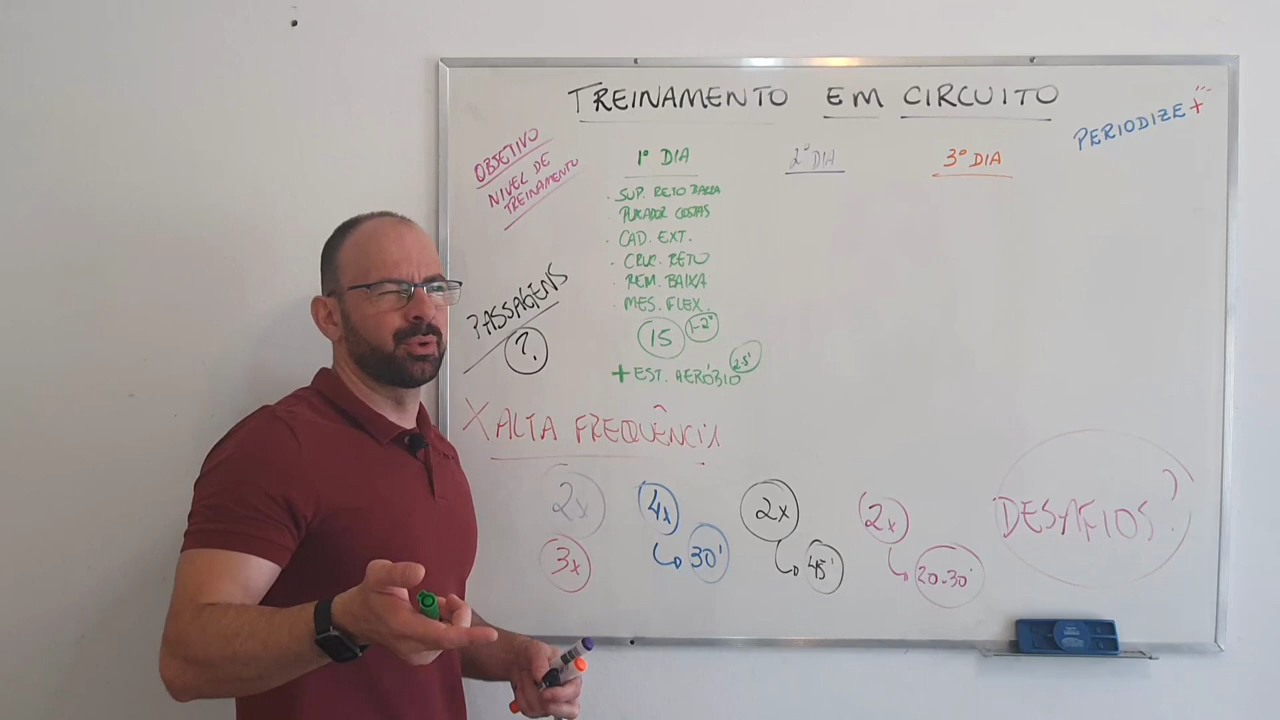 TREINAMENTO EM CIRCUITO
PERIODIZE+
OBJETIVO
NIVEL DE
TREINAMENTO
PASSAGENS
?
1º DIA
. SUP. RETO BARRA
PUXADOR COSTAS
. CAD. EXT.
. CRUC. RETO
REM. BAIXA
MES. FLEX.
15 1-2'
+ EST. AERÓBIO 2-5'
2º DIA
3º DIA
X ALTA FREQUÊNCIA
2x 4x 2x 2x
3x 30' 45' 20-30'
DESAFIOS?